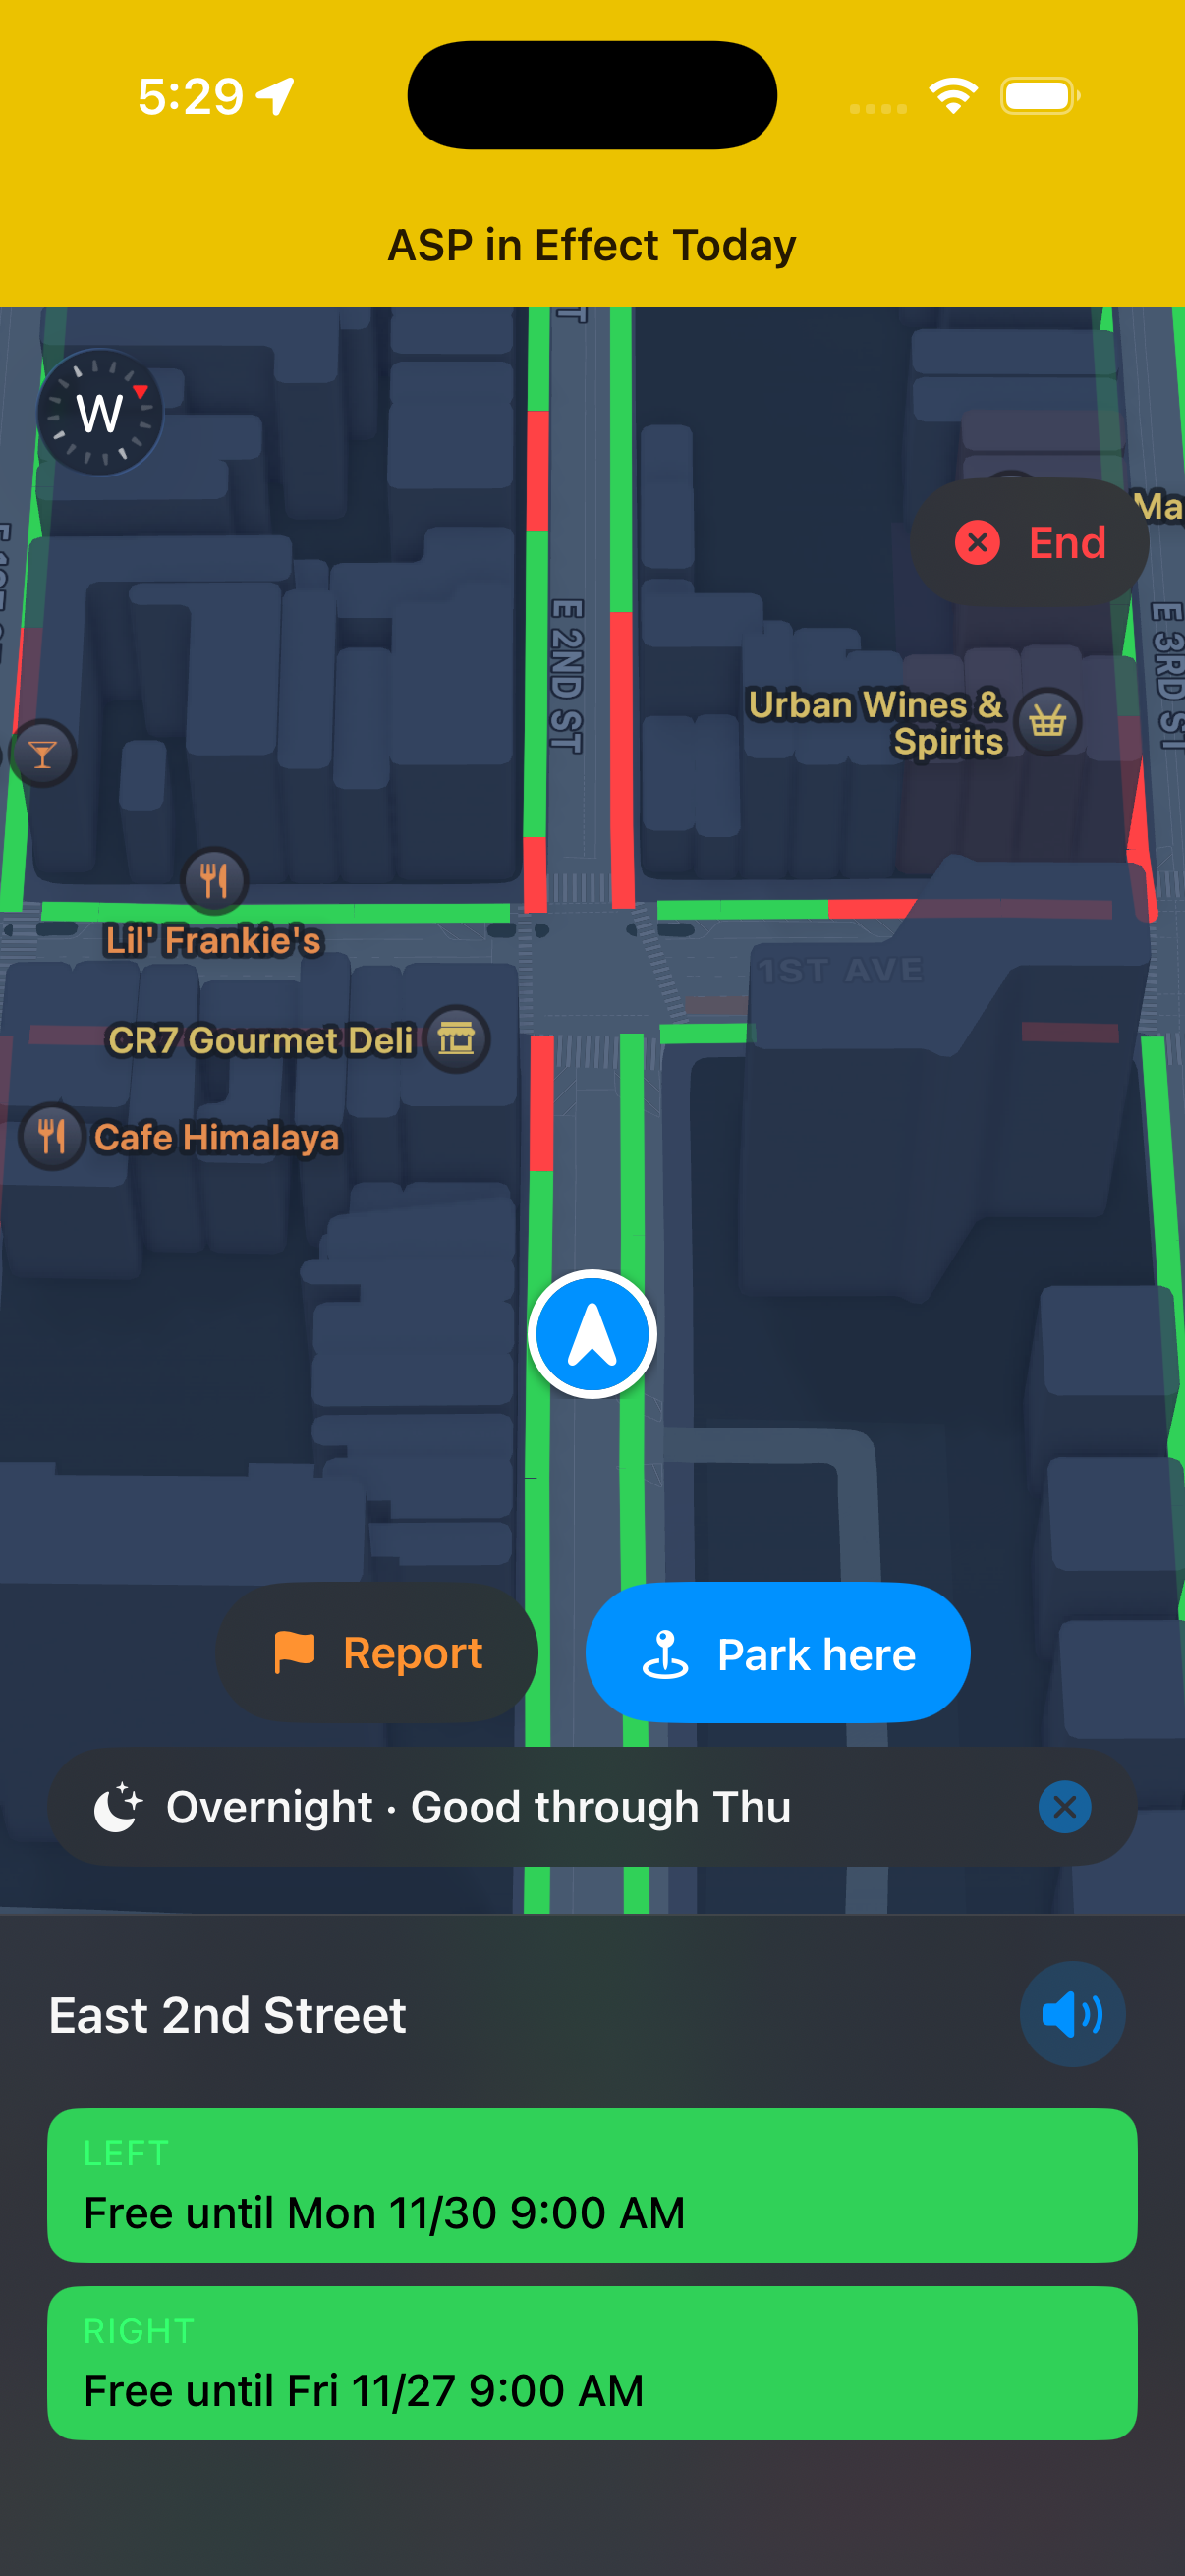 5:29
ASP in Effect Today
W
End
Ma
E 2ND ST
E 3RD ST
Urban Wines &
Spirits
Lil' Frankie's
1ST AVE
CR7 Gourmet Deli
Cafe Himalaya
Report
Park here
Overnight · Good through Thu
East 2nd Street
LEFT
Free until Mon 11/30 9:00 AM
RIGHT
Free until Fri 11/27 9:00 AM